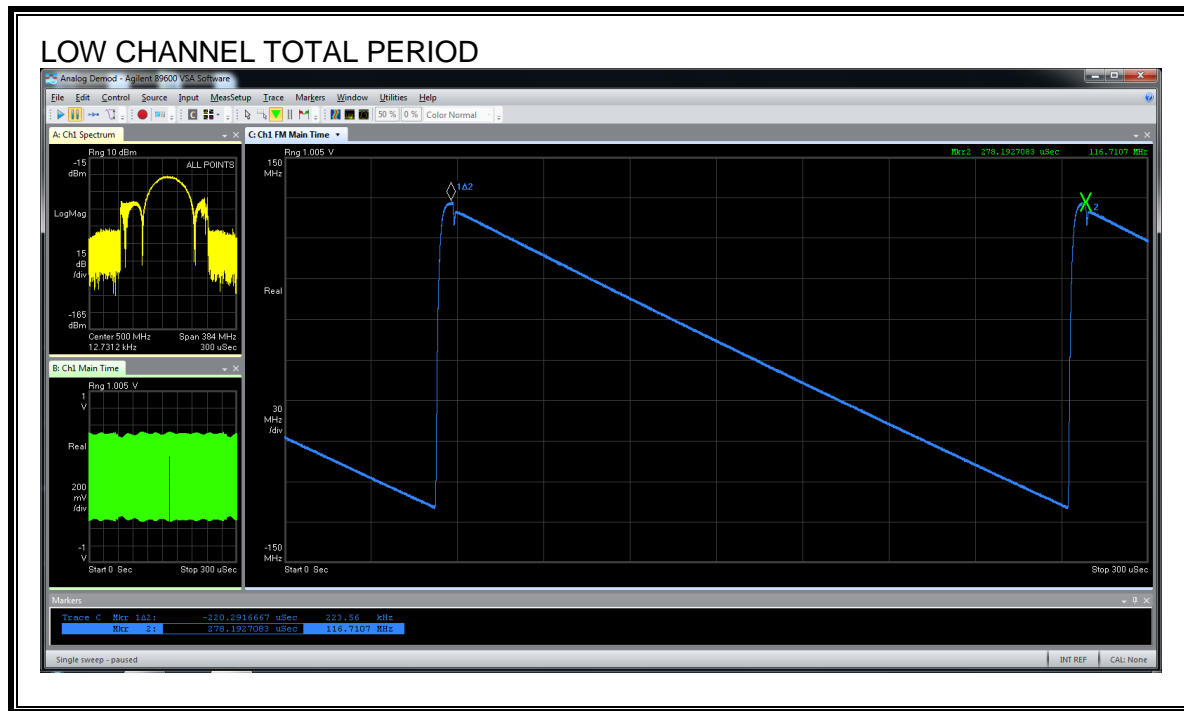 LOW CHANNEL TOTAL PERIOD
Analog Demod - Agilent 89600 VSA Software
File Edit Control Source Input MeasSetup Trace Markers Window Utilities Help
50 % 0 % Color Normal
A: Ch1 Spectrum
Rng 10 dBm
-15
dBm
ALL POINTS
LogMag
15
dB
/div
-165
dBm
Center 500 MHz Span 384 MHz
12.7312 kHz 300 uSec
B: Ch1 Main Time
Rng 1.005 V
1
V
Real
200
mV
/div
-1
V
Start 0 Sec Stop 300 uSec
C: Ch1 FM Main Time
Rng 1.005 V Mkr2 278.1927083 uSec 116.7107 MHz
150
MHz
1Δ2
2
Real
30
MHz
/div
-150
MHz
Start 0 Sec Stop 300 uSec
Markers
Trace C Mkr 1Δ2: -220.2916667 uSec 223.56 kHz
Mkr 2: 278.1927083 uSec 116.7107 MHz
Single sweep - paused INT REF CAL: None